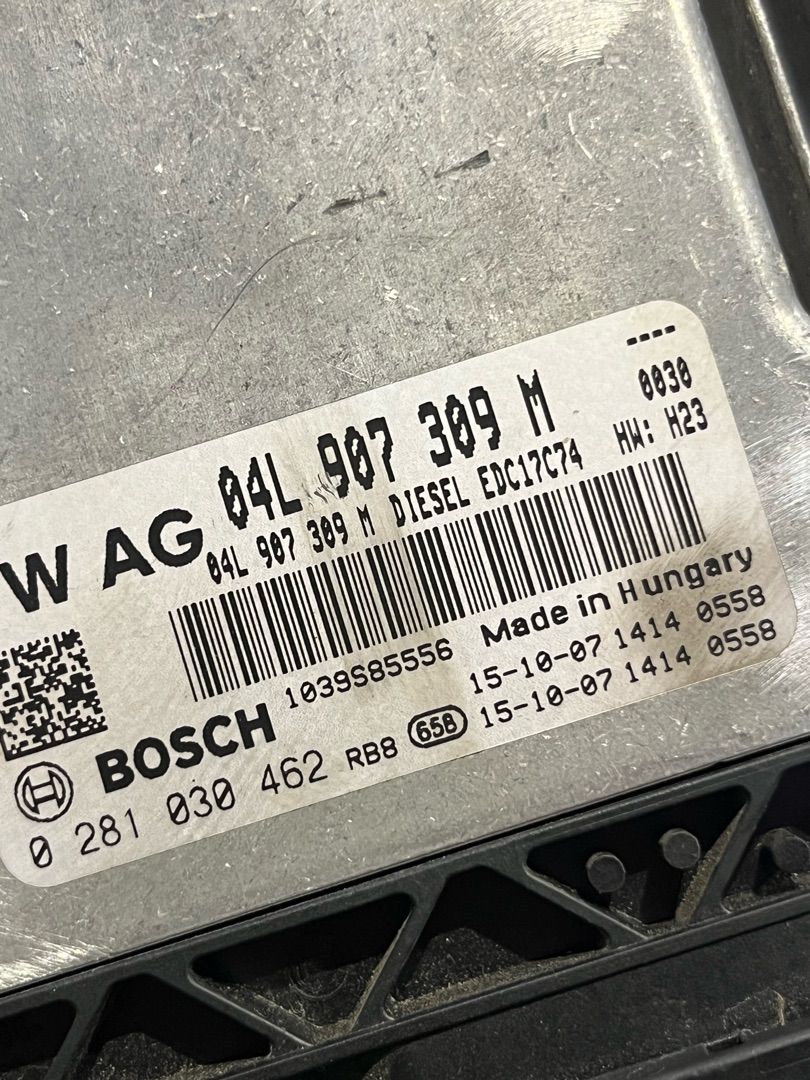 ----
0030
HW: H23
W AG 04L 907 309 M
04L 907 309 M DIESEL EDC17C74
1039S85556 Made in Hungary
BOSCH 15-10-07 1414 0558
0 281 030 462 RB8 658 15-10-07 1414 0558